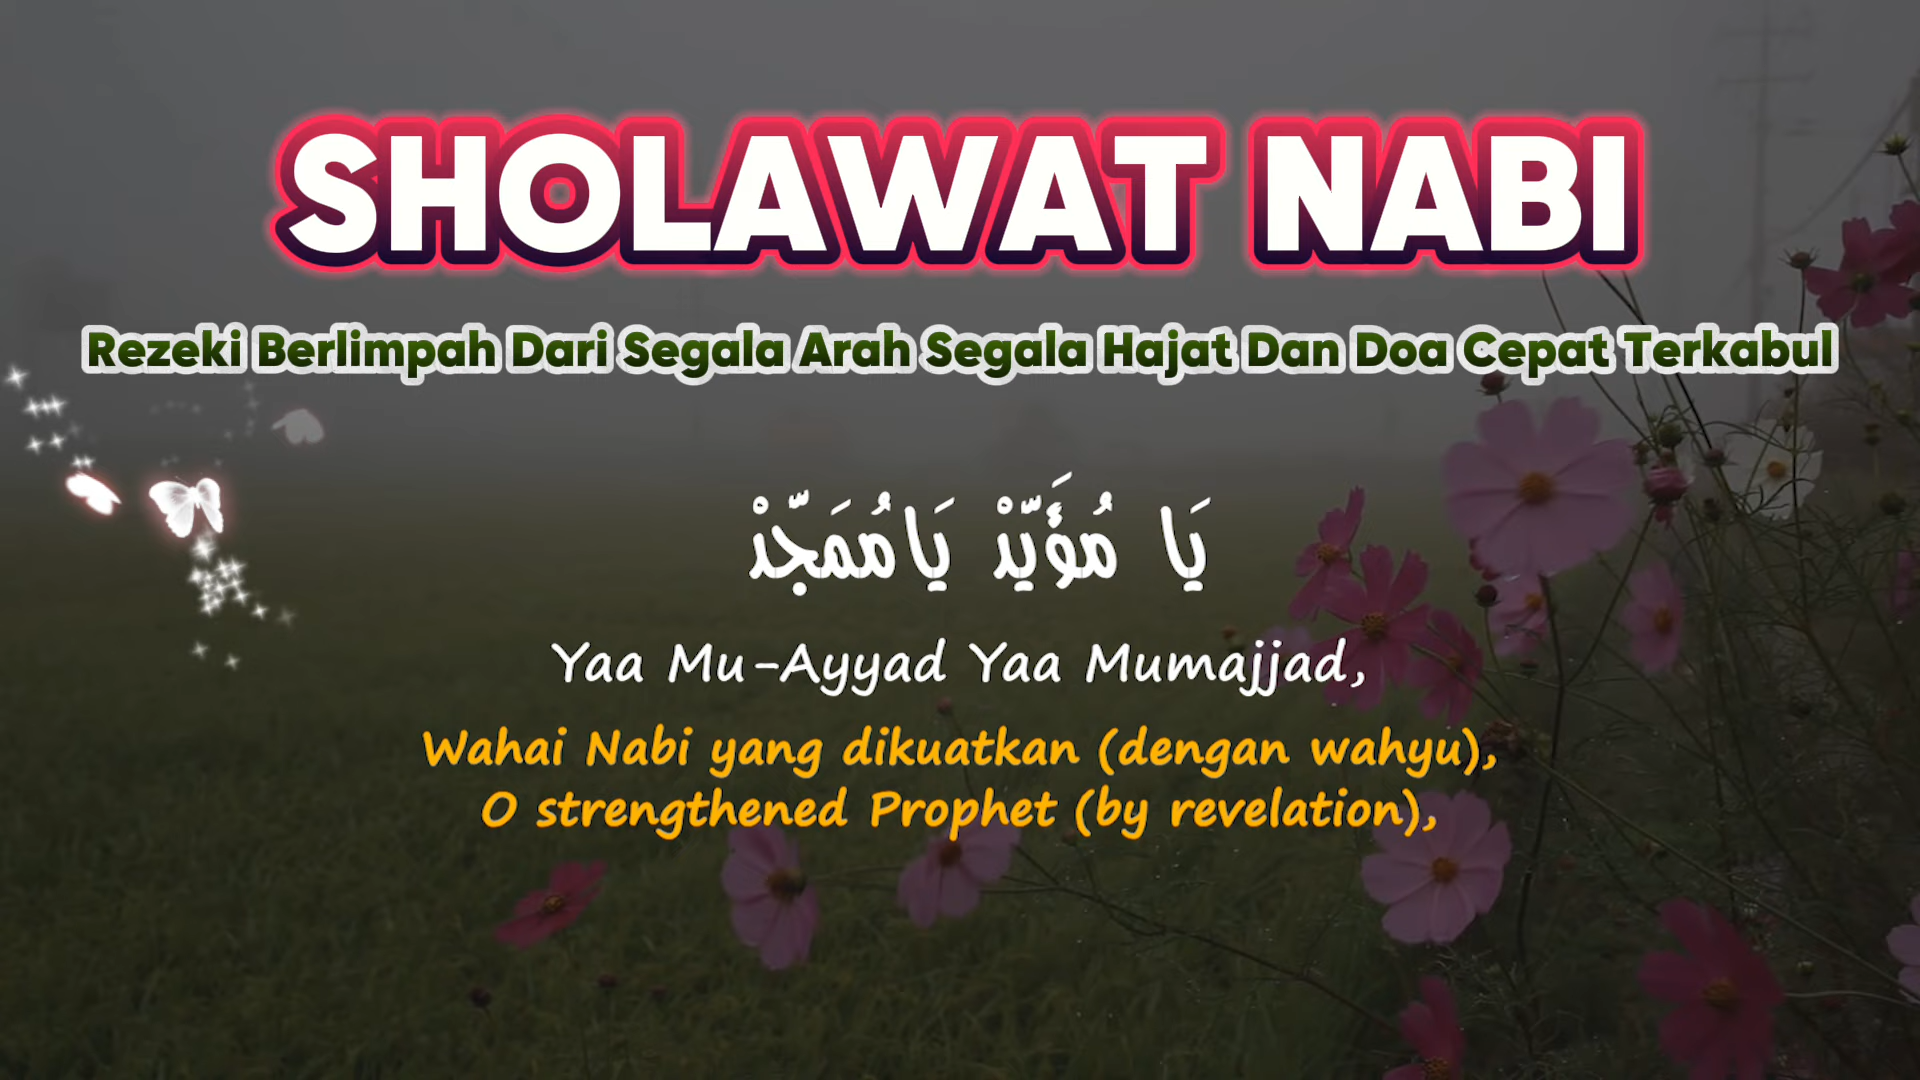 SHOLAWAT NABI
Rezeki Berlimpah Dari Segala Arah Segala Hajat Dan Doa Cepat Terkabul
يَا مُؤَيَّدْ يَامُمَجَّدْ
Yaa Mu-Ayyad Yaa Mumajjad,
Wahai Nabi yang dikuatkan (dengan wahyu),
O strengthened Prophet (by revelation),